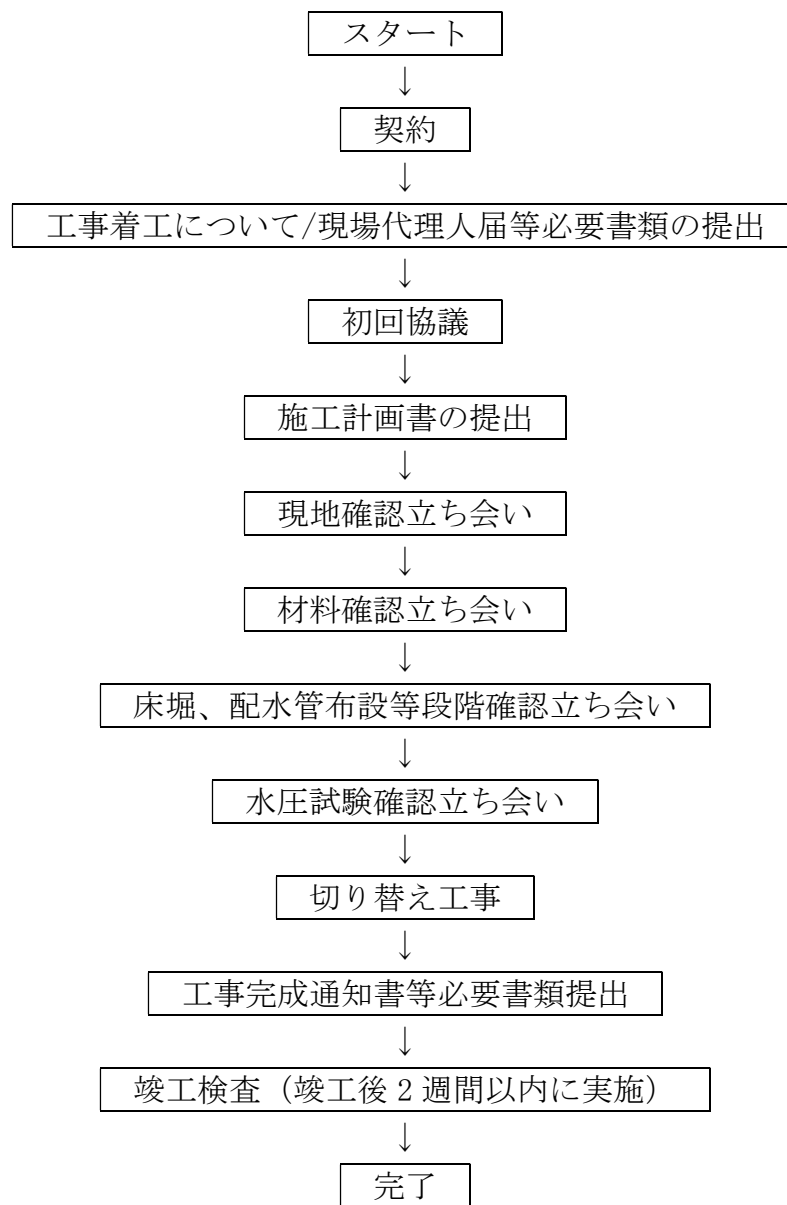 スタート
↓
契約
↓
工事着工について/現場代理人届等必要書類の提出
↓
初回協議
↓
施工計画書の提出
↓
現地確認立ち会い
↓
材料確認立ち会い
↓
床堀、配水管布設等段階確認立ち会い
↓
水圧試験確認立ち会い
↓
切り替え工事
↓
工事完成通知書等必要書類提出
↓
竣工検査（竣工後２週間以内に実施）
↓
完了